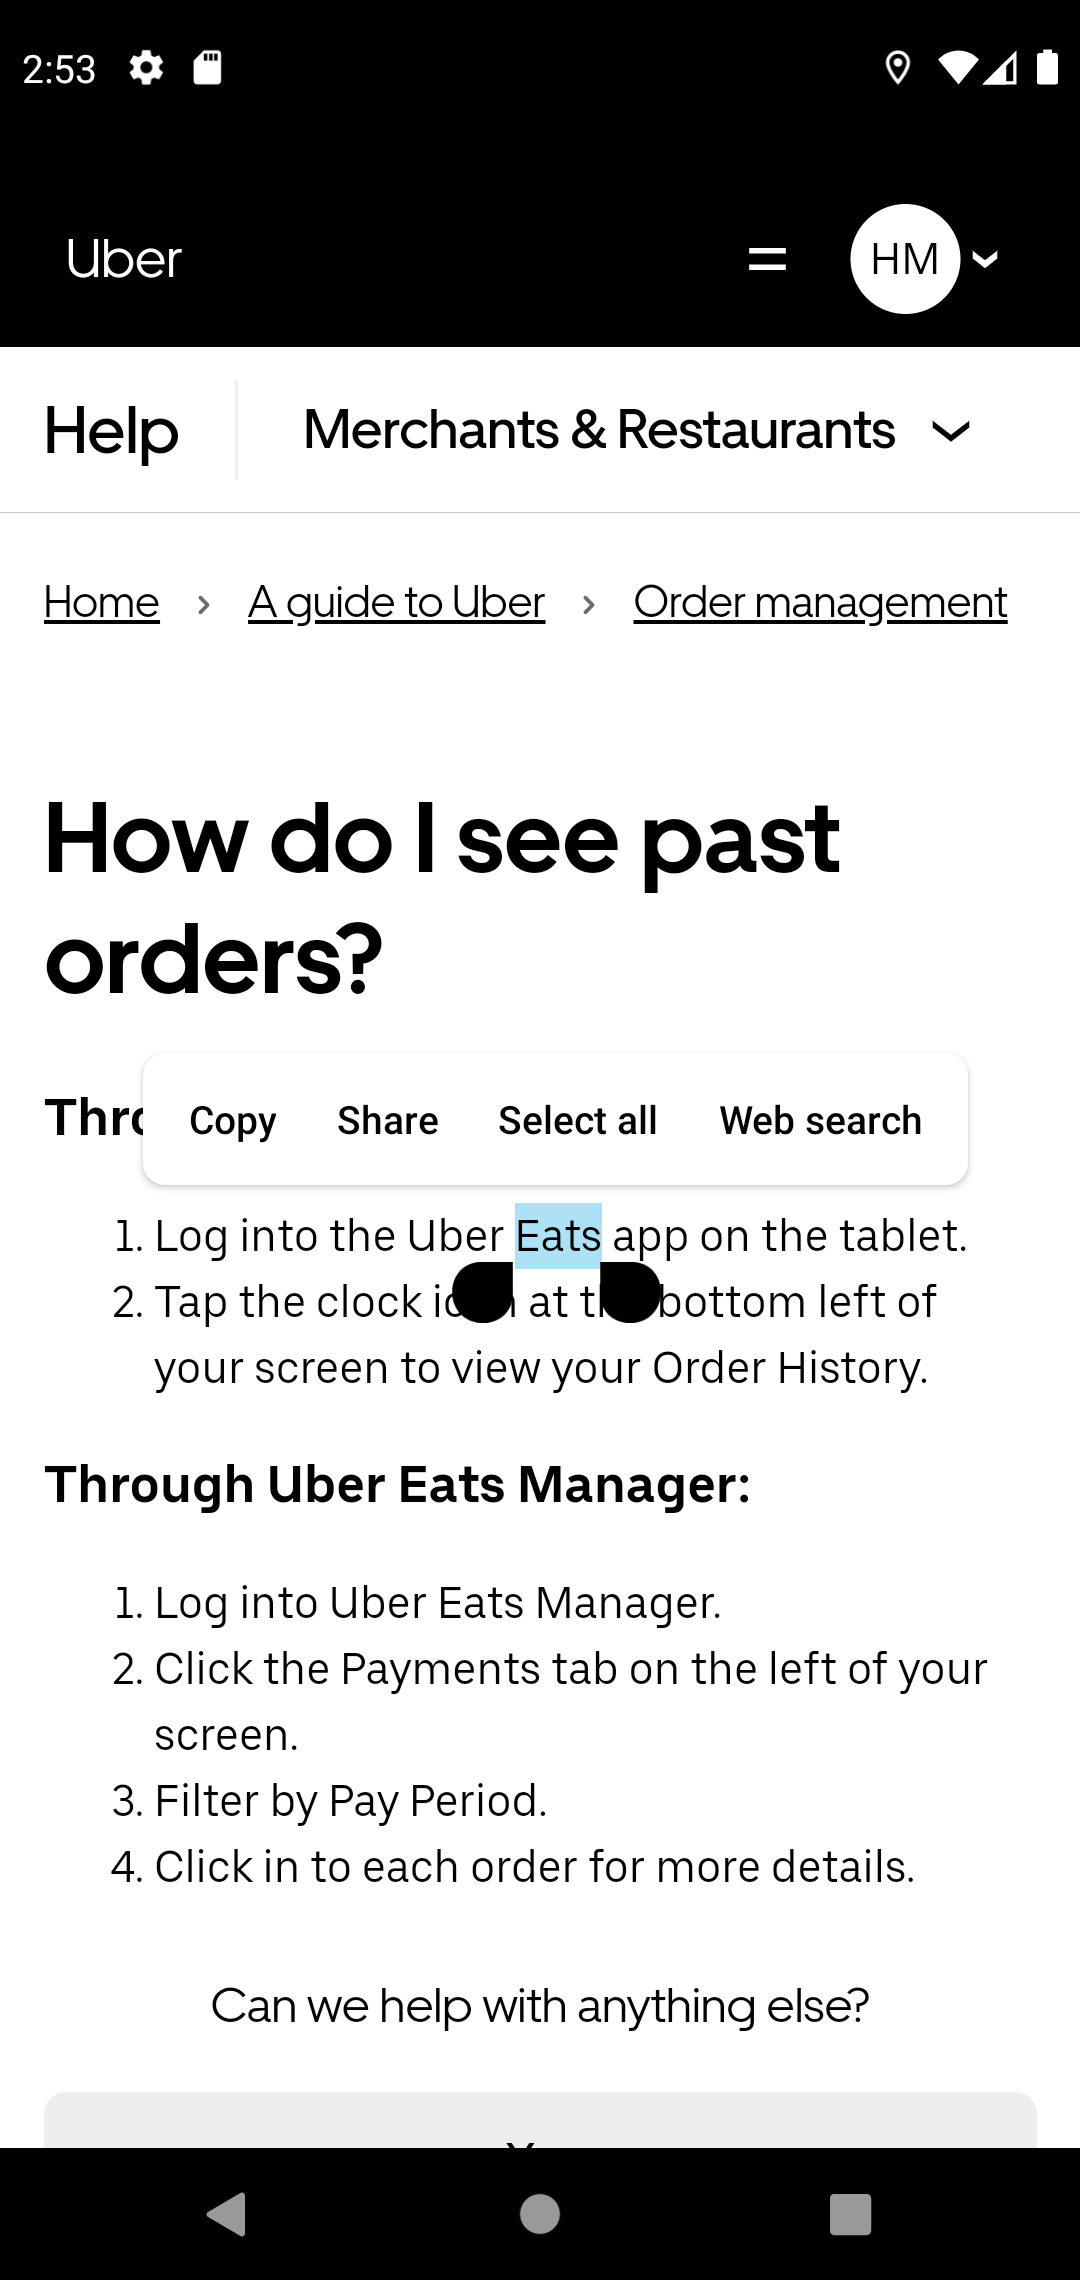 2:53
Uber
HM
Help
Merchants & Restaurants
Home › A guide to Uber › Order management
How do I see past
orders?
Copy Share Select all Web search
1. Log into the Uber Eats app on the tablet.
2. Tap the clock at bottom left of
your screen to view your Order History.
Through Uber Eats Manager:
1. Log into Uber Eats Manager.
2. Click the Payments tab on the left of your
screen.
3. Filter by Pay Period.
4. Click in to each order for more details.
Can we help with anything else?